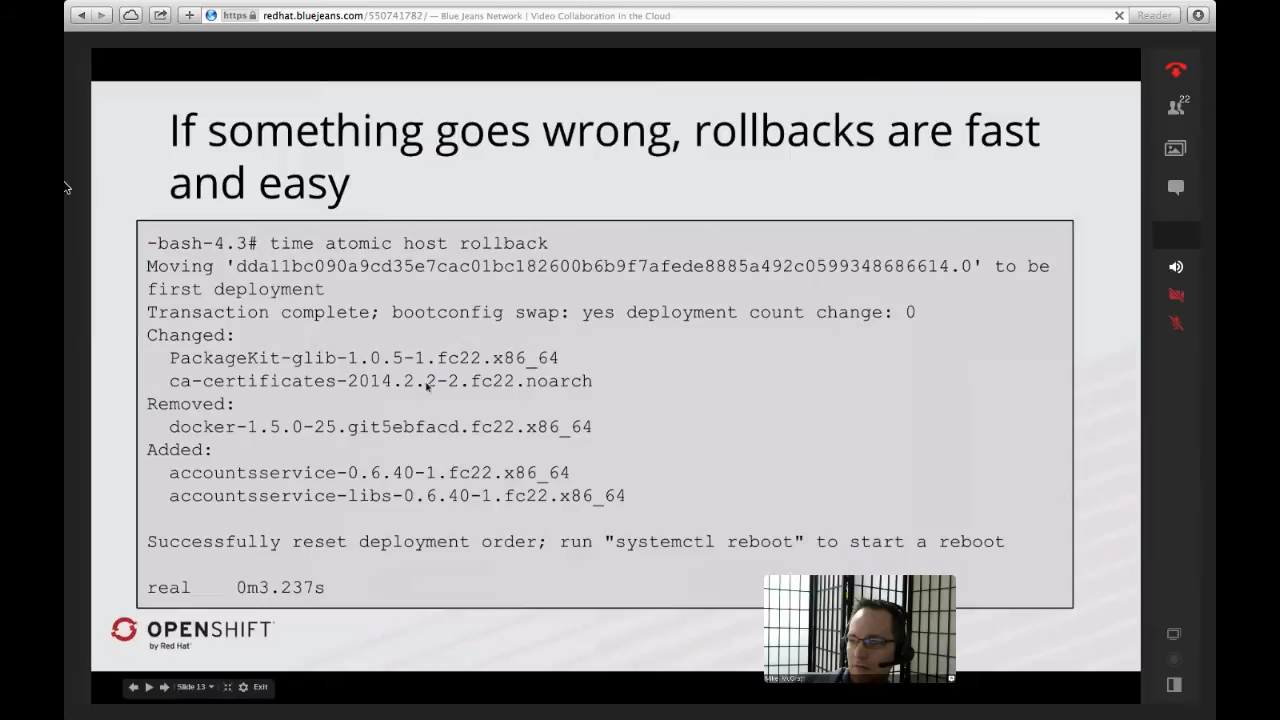 https
redhat.bluejeans.com/550741782/ — Blue Jeans Network | Video Collaboration in the Cloud
Reader
22
If something goes wrong, rollbacks are fast
and easy
-bash-4.3# time atomic host rollback
Moving 'dda11bc090a9cd35e7cac01bc182600b6b9f7afede8885a492c0599348686614.0' to be
first deployment
Transaction complete; bootconfig swap: yes deployment count change: 0
Changed:
PackageKit-glib-1.0.5-1.fc22.x86_64
ca-certificates-2014.2.2-2.fc22.noarch
Removed:
docker-1.5.0-25.git5ebfacd.fc22.x86_64
Added:
accountsservice-0.6.40-1.fc22.x86_64
accountsservice-libs-0.6.40-1.fc22.x86_64
Successfully reset deployment order; run "systemctl reboot" to start a reboot
real 0m3.237s
OPENSHIFT
by Red Hat
Mike McGrath
Slide 13
Exit